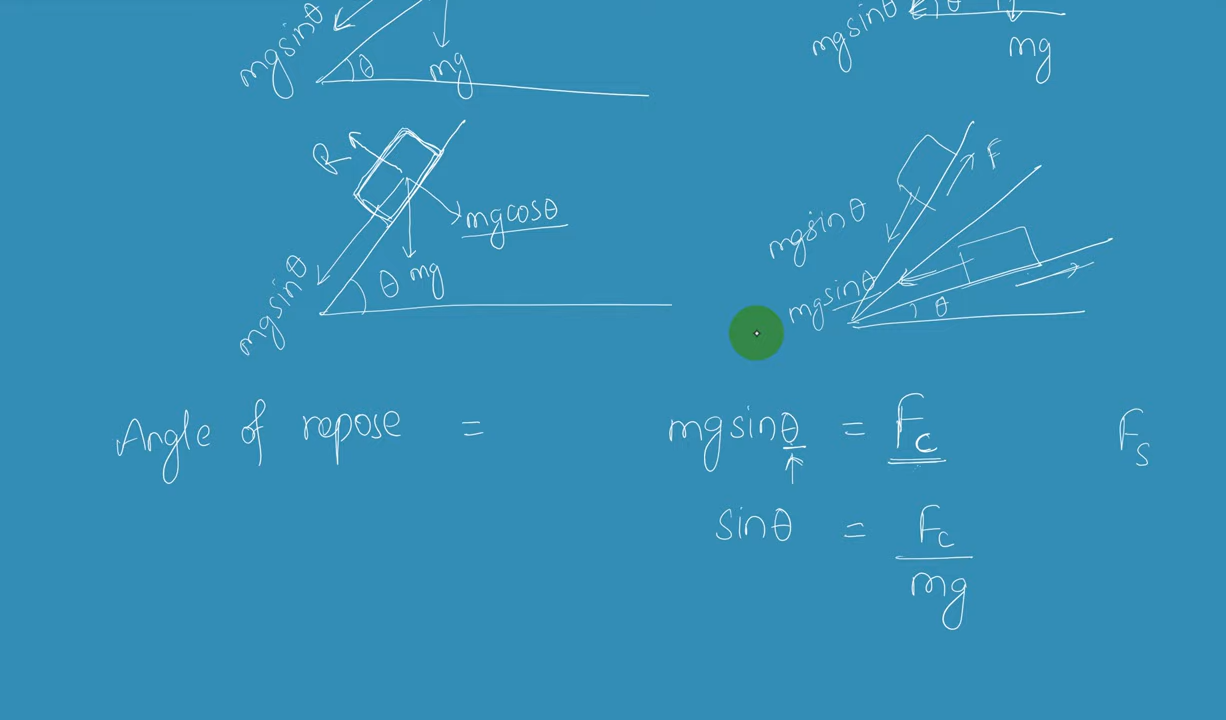 mgsinθ
θ
mg
mgsinθ
θ
mg
R
mgcosθ
θ
mg
mgsinθ
F
mgsinθ
mgsinθ
θ
Angle of repose =
mgsinθ = Fc
Fs
sinθ = Fc
mg